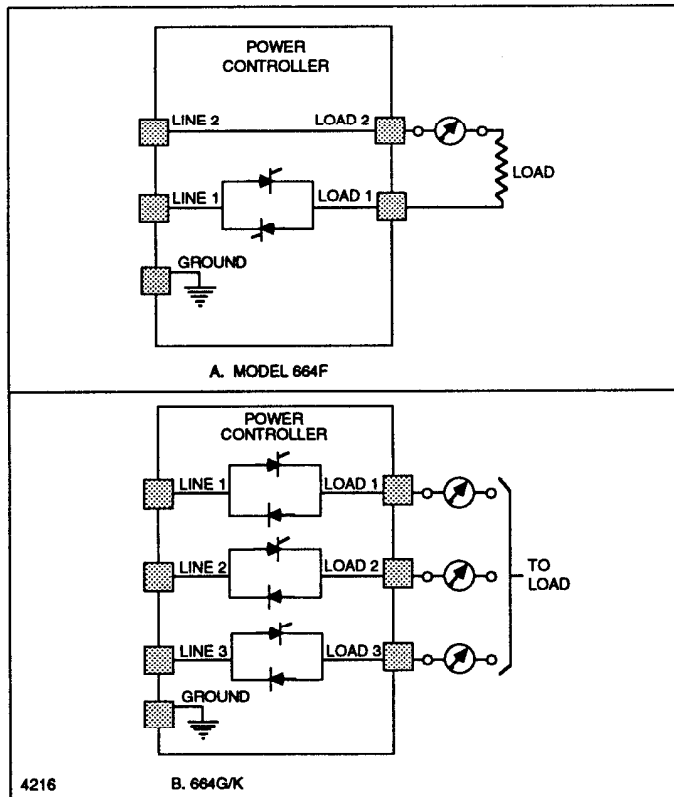 POWER
CONTROLLER
LINE 2
LOAD 2
LOAD
LINE 1
LOAD 1
GROUND
A. MODEL 664F
POWER
CONTROLLER
LINE 1
LOAD 1
LINE 2
LOAD 2
TO
LOAD
LINE 3
LOAD 3
GROUND
4216
B. 664G/K